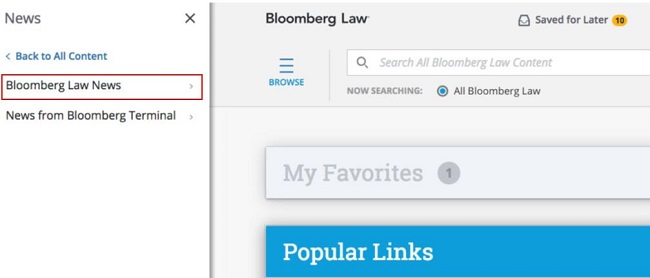 News
Back to All Content
Bloomberg Law News
News from Bloomberg Terminal
Bloomberg Law
Saved for Later 10
BROWSE
Search All Bloomberg Law Content
NOW SEARCHING: All Bloomberg Law
My Favorites 1
Popular Links